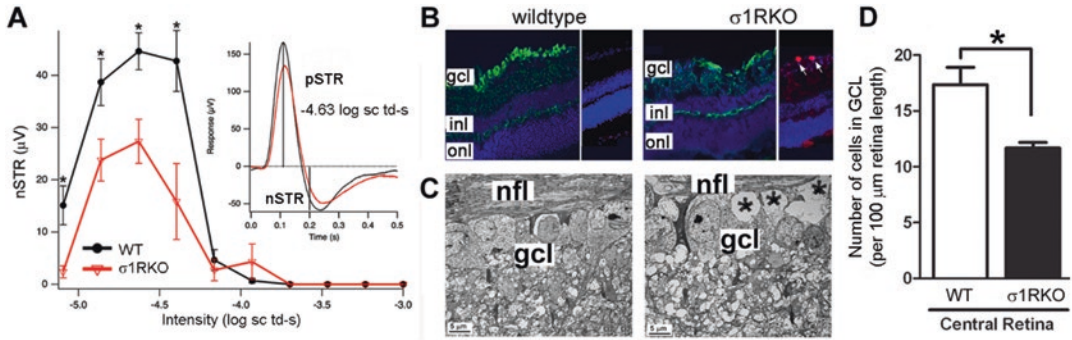 A
nSTR (μV)
40
30
20
10
0
*
*
*
*
WT
σ1RKO
-5.0
-4.5
-4.0
-3.5
-3.0
Intensity (log sc td-s)
Response (μV)
150
100
50
0
-50
pSTR
-4.63 log sc td-s
nSTR
0.0 0.1 0.2 0.3 0.4 0.5
Time (s)
B
wildtype
σ1RKO
gcl
inl
onl
gcl
inl
onl
C
nfl
gcl
5 μm
nfl
* * *
gcl
5 μm
D
Number of cells in GCL
(per 100 μm retina length)
20
15
10
5
0
*
WT
σ1RKO
Central Retina